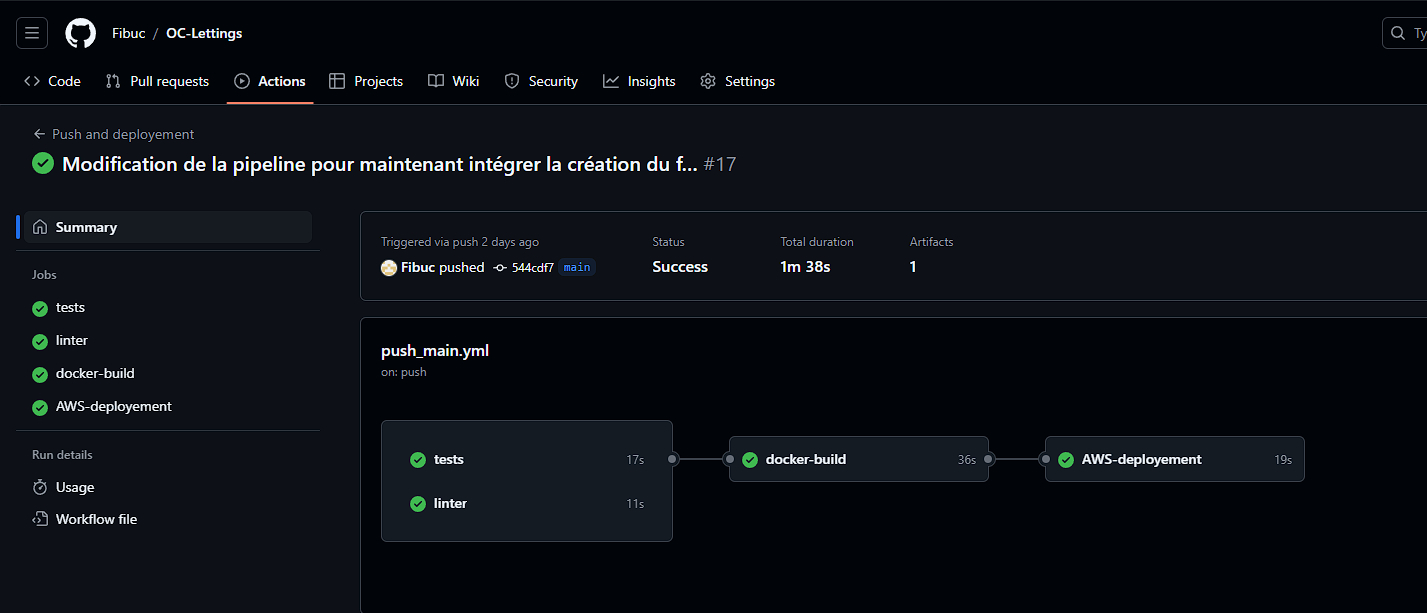 Fibuc / OC-Lettings
Ty
Code Pull requests Actions Projects Wiki Security Insights Settings
Push and deployement
Modification de la pipeline pour maintenant intégrer la création du f... #17
Summary
Jobs
tests
linter
docker-build
AWS-deployement
Run details
Usage
Workflow file
Triggered via push 2 days ago
Fibuc pushed 544cdf7 main
Status
Success
Total duration
1m 38s
Artifacts
1
push_main.yml
on: push
tests 17s
linter 11s
docker-build 36s
AWS-deployement 19s